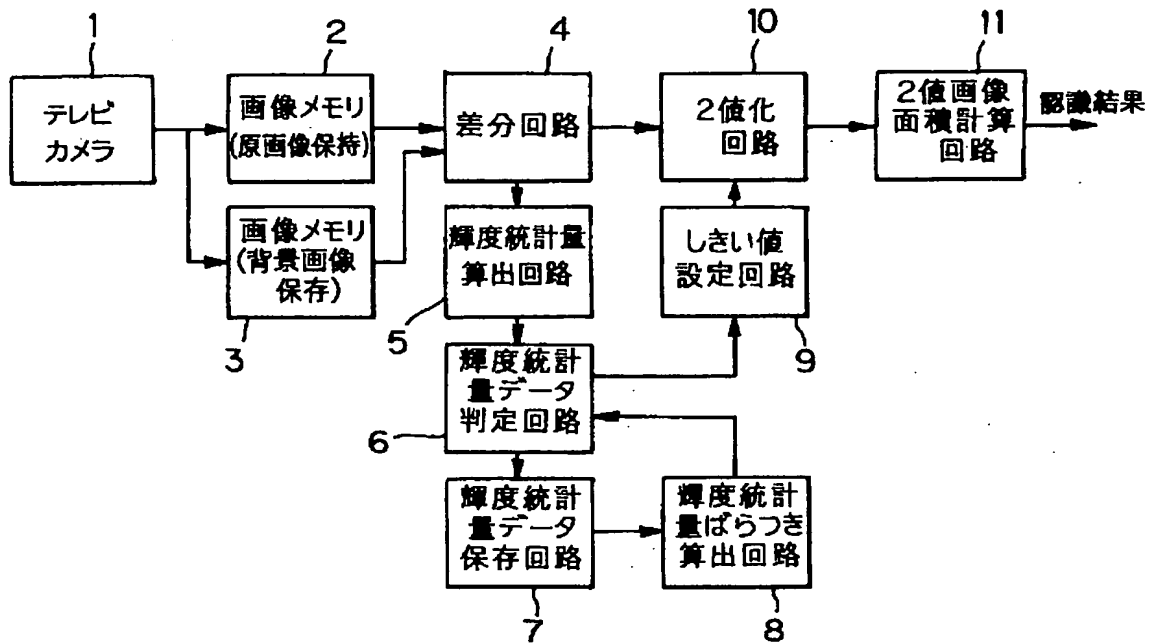 1
テレビ
カメラ
2
画像メモリ
(原画像保持)
画像メモリ
(背景画像
保存)
3
4
差分回路
輝度統計量
算出回路
5
輝度統計
量データ
判定回路
6
輝度統計
量データ
保存回路
7
輝度統計
量ばらつき
算出回路
8
しきい値
設定回路
9
10
2値化
回路
11
2値画像
面積計算
回路
認識結果